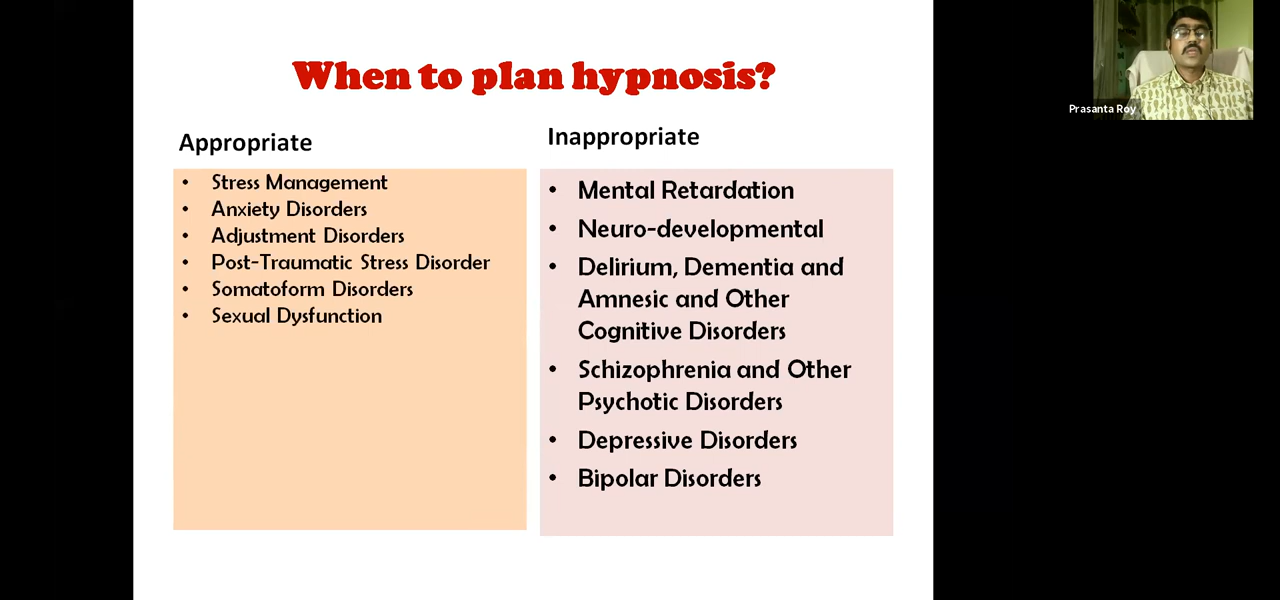 When to plan hypnosis?
Appropriate
• Stress Management
• Anxiety Disorders
• Adjustment Disorders
• Post-Traumatic Stress Disorder
• Somatoform Disorders
• Sexual Dysfunction
Inappropriate
• Mental Retardation
• Neuro-developmental
• Delirium, Dementia and
Amnesic and Other
Cognitive Disorders
• Schizophrenia and Other
Psychotic Disorders
• Depressive Disorders
• Bipolar Disorders
Prasanta Roy